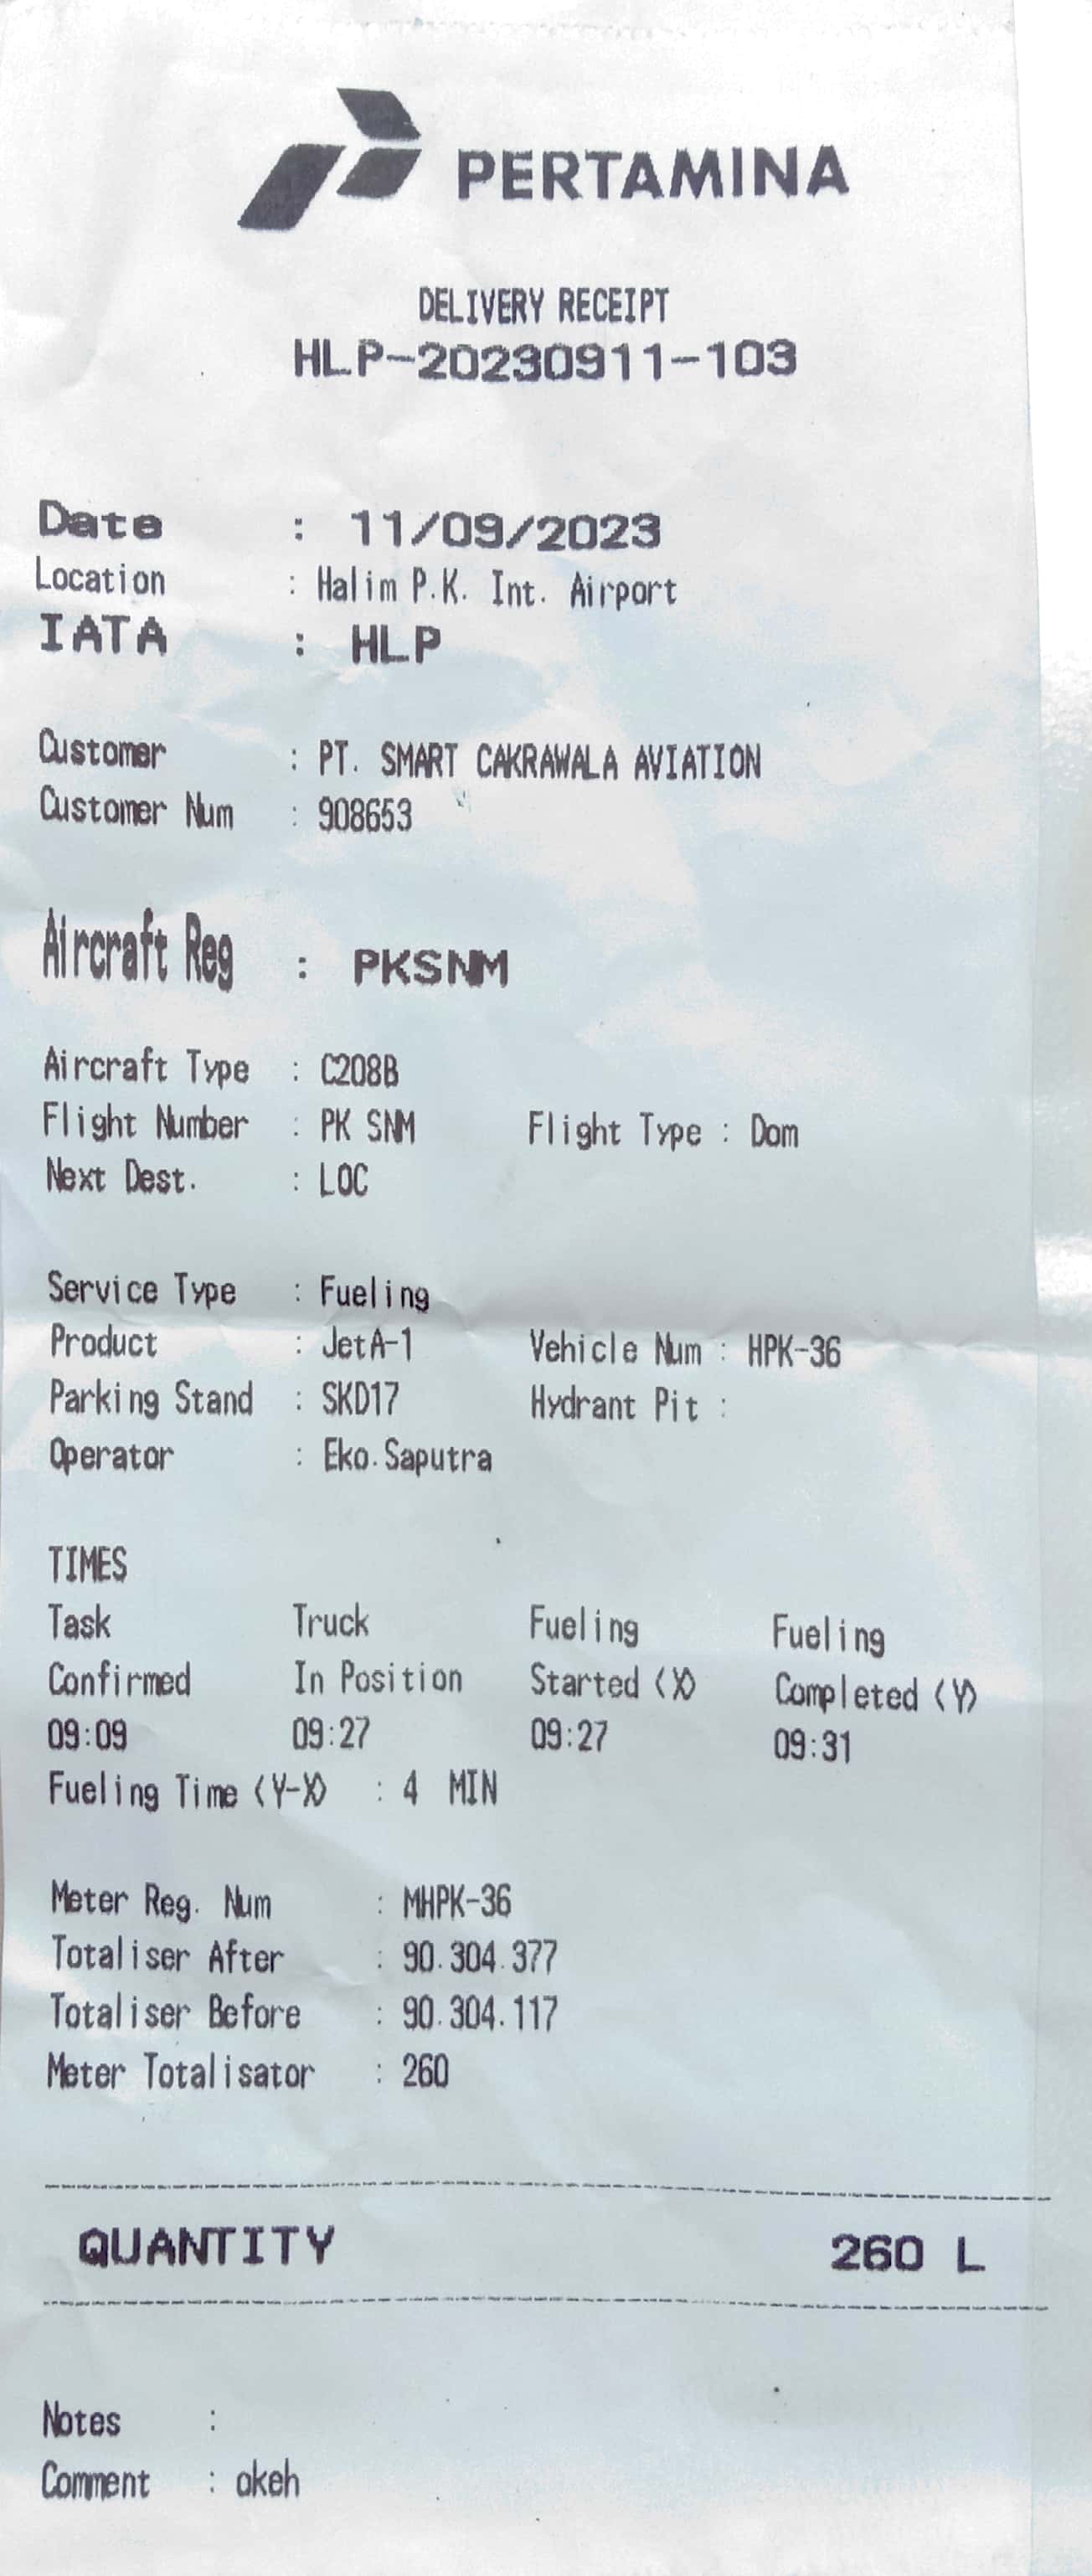 PERTAMINA
DELIVERY RECEIPT
HLP-20230911-103
Date : 11/09/2023
Location : Halim P.K. Int. Airport
IATA : HLP
Customer : PT. SMART CAKRAWALA AVIATION
Customer Num : 908653
Aircraft Reg : PKSNM
Aircraft Type : C208B
Flight Number : PK SNM Flight Type : Dom
Next Dest. : LOC
Service Type : Fueling
Product : JetA-1 Vehicle Num : HPK-36
Parking Stand : SKD17 Hydrant Pit :
Operator : Eko.Saputra
TIMES
Task Truck Fueling Fueling
Confirmed In Position Started (X) Completed (Y)
09:09 09:27 09:27 09:31
Fueling Time (Y-X) : 4 MIN
Meter Reg. Num : MHPK-36
Totaliser After : 90.304.377
Totaliser Before : 90.304.117
Meter Totalisator : 260
QUANTITY 260 L
Notes :
Comment : okeh